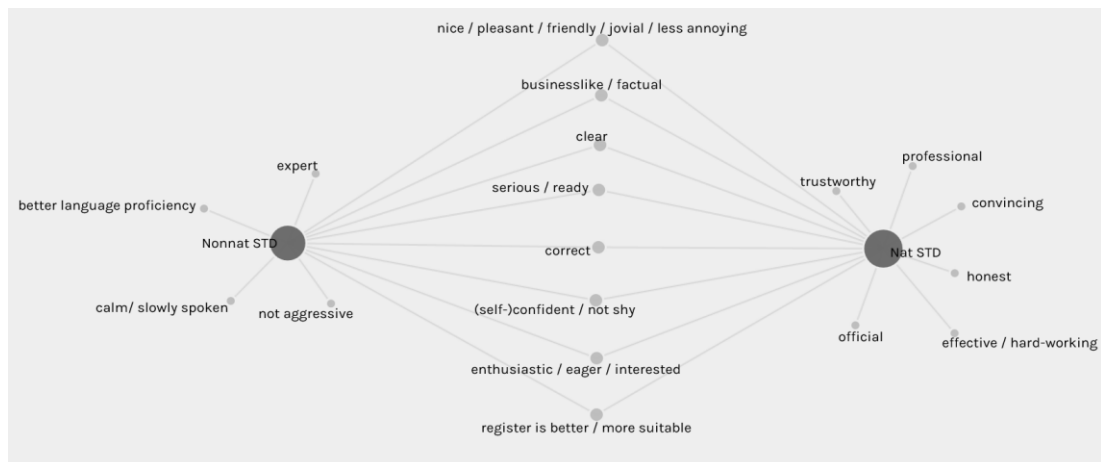 nice / pleasant / friendly / jovial / less annoying
businesslike / factual
clear
professional
expert
trustworthy
serious / ready
better language proficiency
convincing
Nonnat STD
correct
Nat STD
honest
calm/ slowly spoken
not aggressive
(self-)confident / not shy
official
effective / hard-working
enthusiastic / eager / interested
register is better / more suitable